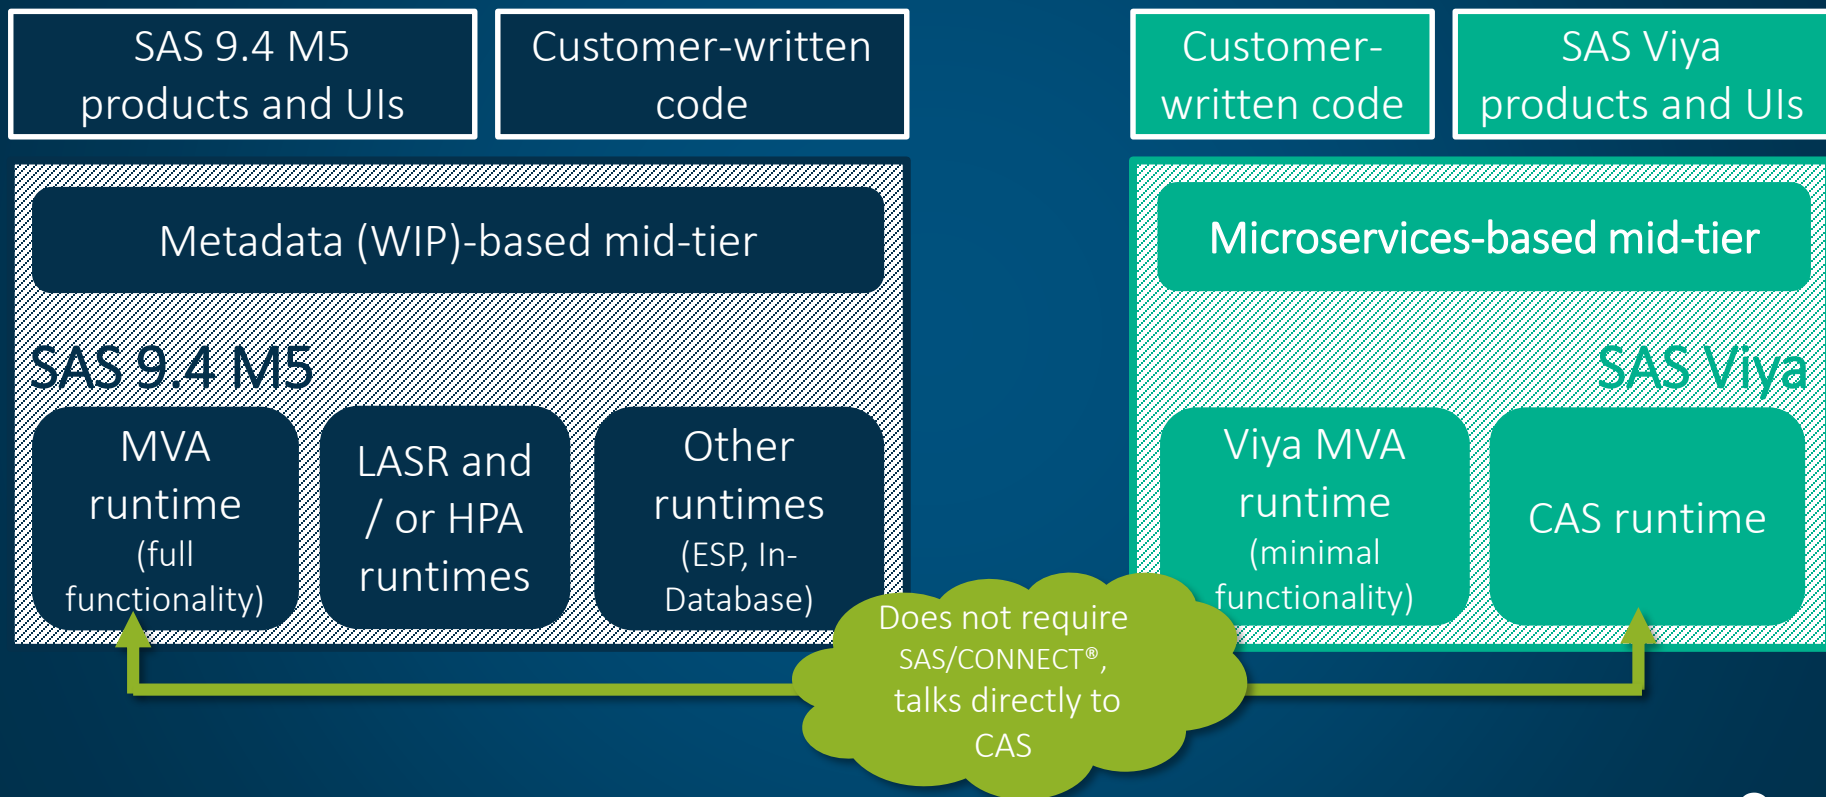 SAS 9.4 M5
products and UIs
Customer-written
code
Customer-
written code
SAS Viya
products and UIs
Metadata (WIP)-based mid-tier
Microservices-based mid-tier
SAS 9.4 M5
SAS Viya
MVA
runtime
(full
functionality)
LASR and
/ or HPA
runtimes
Other
runtimes
(ESP, In-
Database)
Viya MVA
runtime
(minimal
functionality)
CAS runtime
Does not require
SAS/CONNECT®,
talks directly to
CAS